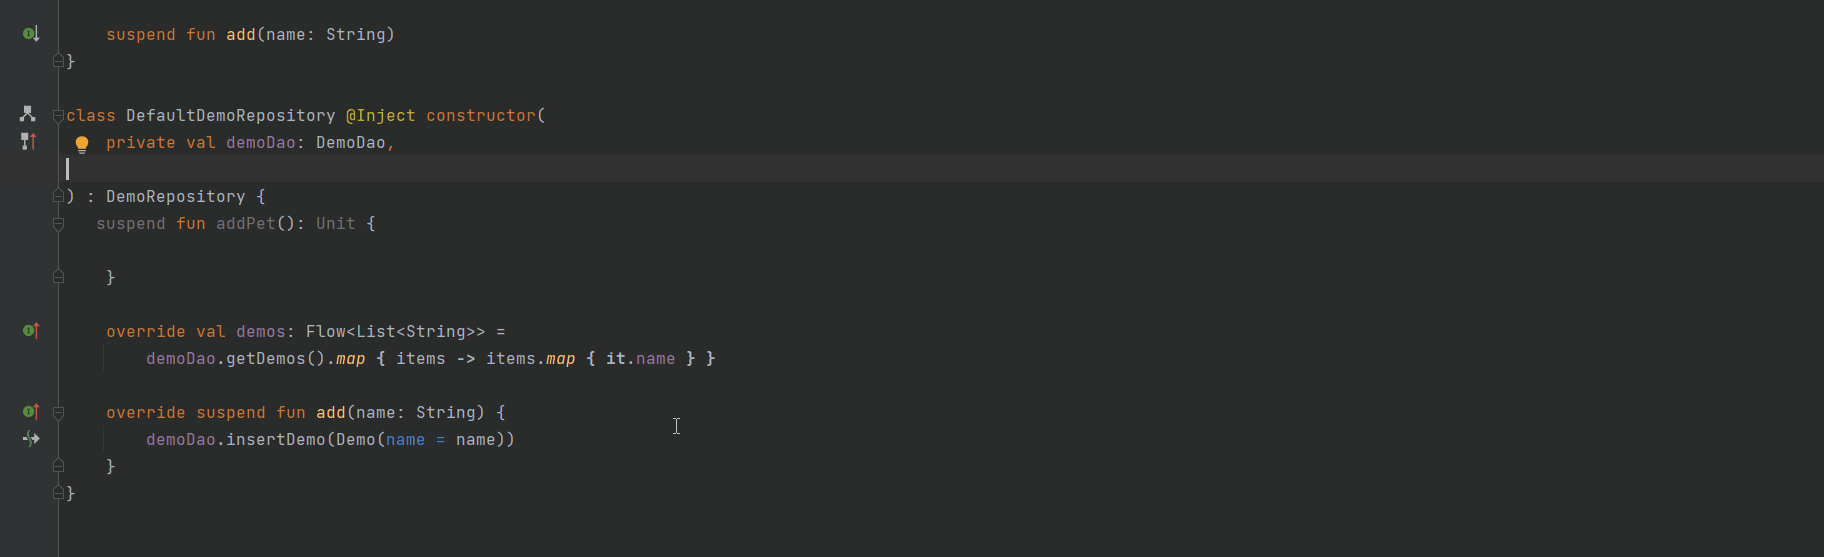 suspend fun add(name: String)
}
class DefaultDemoRepository @Inject constructor(
private val demoDao: DemoDao,
) : DemoRepository {
suspend fun addPet(): Unit {
}
override val demos: Flow<List<String>> =
demoDao.getDemos().map { items -> items.map { it.name } }
override suspend fun add(name: String) {
demoDao.insertDemo(Demo(name = name))
}
}